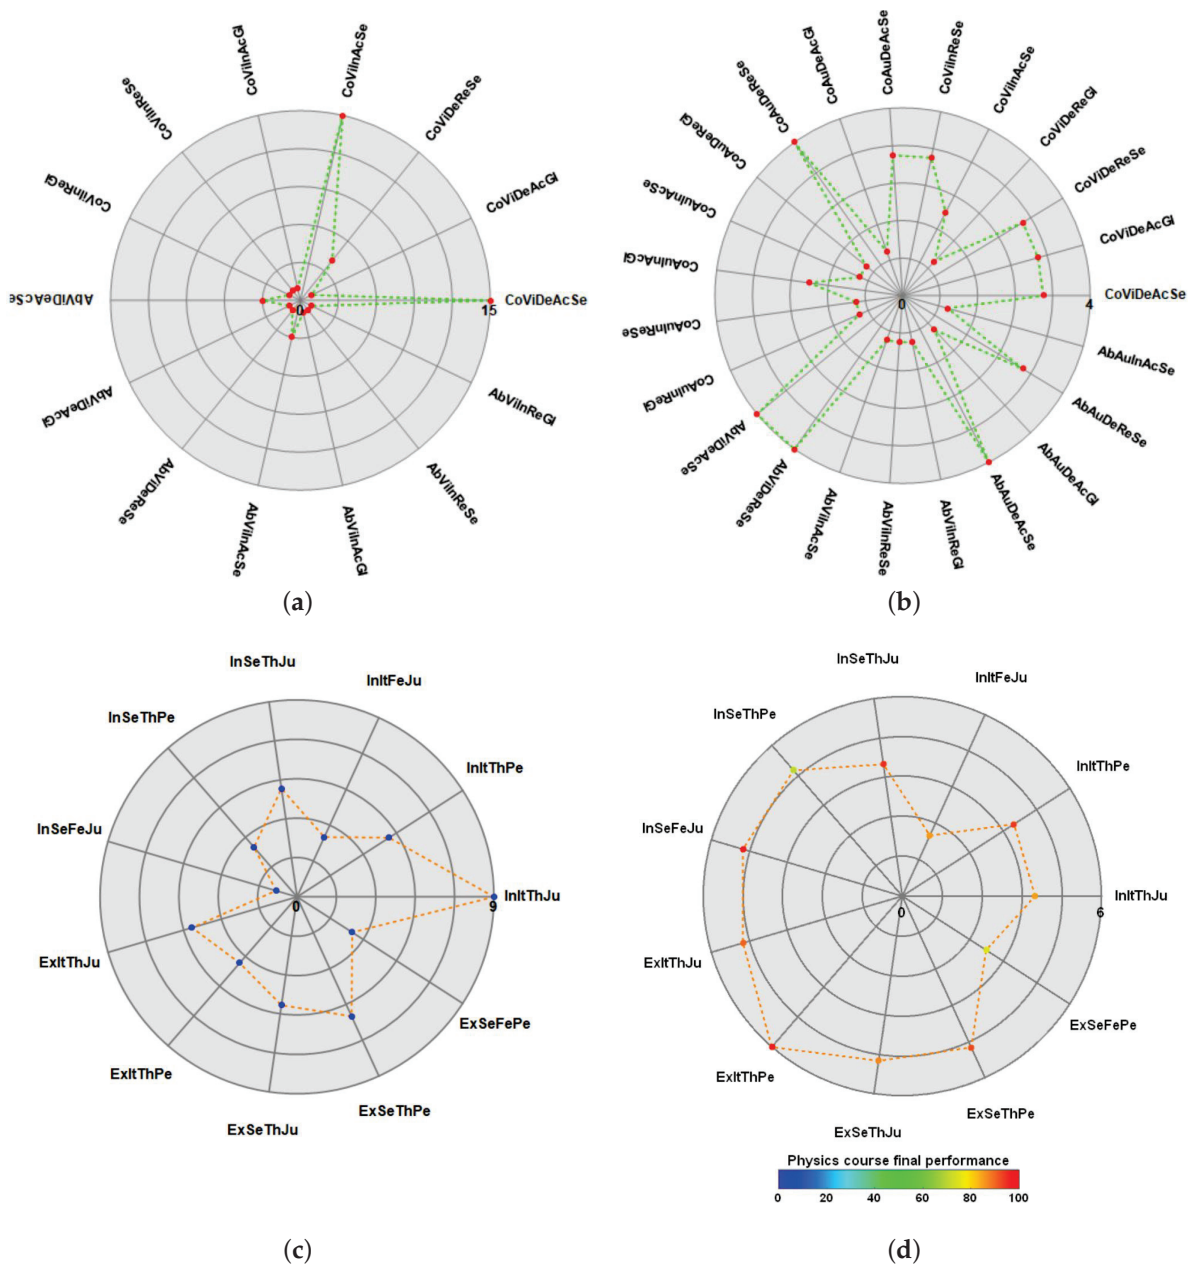 CoViInAcGl
CoViInAcSe
CoViInReSe
CoViDeReSe
CoViInReGl
CoViDeAcGl
AbViDeAcSe
0
15
CoViDeAcSe
AbViDeAcGl
AbViInReGl
AbViDeReSe
AbViInReSe
AbViInAcSe
AbViInAcGl
(a)
CoAuDeAcGl
CoAuDeAcSe
CoViInReSe
CoAuDeReSe
CoViInAcSe
CoAuDeReGl
CoViDeReGl
CoAuInAcSe
CoViDeReSe
CoAuInAcGl
CoViDeAcGl
0
4
CoViDeAcSe
CoAuInReSe
AbAuInAcSe
CoAuInReGl
AbAuDeReSe
AbViDeAcSe
AbAuDeAcGl
AbViDeReSe
AbAuDeAcSe
AbViInAcSe
AbViInReSe
AbViInReGl
(b)
InSeThJu
InItFeJu
InSeThPe
InItThPe
InSeFeJu
0
9
InItThJu
ExItThJu
ExSeFePe
ExItThPe
ExSeThPe
ExSeThJu
(c)
InSeThJu
InItFeJu
InSeThPe
InItThPe
InSeFeJu
0
6
InItThJu
ExItThJu
ExSeFePe
ExItThPe
ExSeThPe
ExSeThJu
Physics course final performance
0 20 40 60 80 100
(d)